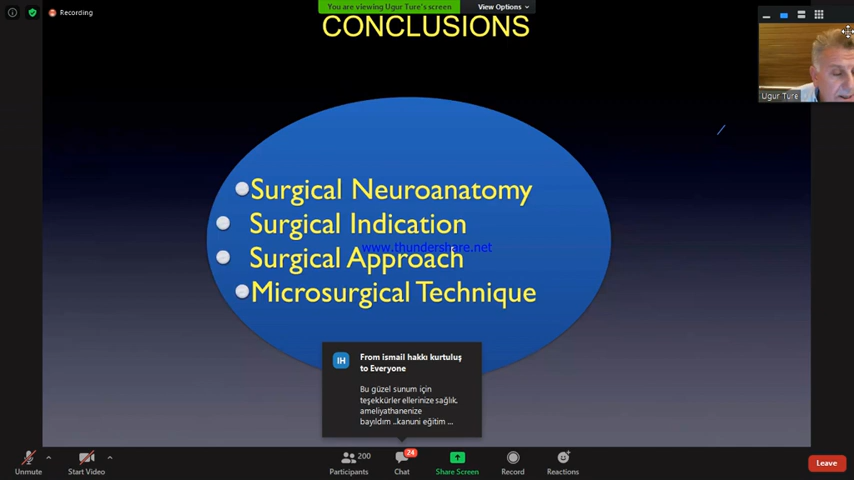 You are viewing Ugur Ture's screen
View Options
Recording
CONCLUSIONS
Ugur Ture
Surgical Neuroanatomy
Surgical Indication
www.thundershare.net
Surgical Approach
Microsurgical Technique
IH
From ismail hakkı kurtuluş
to Everyone
Bu güzel sunum için
teşekkürler ellerinize sağlık,
ameliyathanenize
bayıldım ..kanuni eğitim ...
Unmute
Start Video
200
Participants
24
Chat
Share Screen
Record
Reactions
Leave